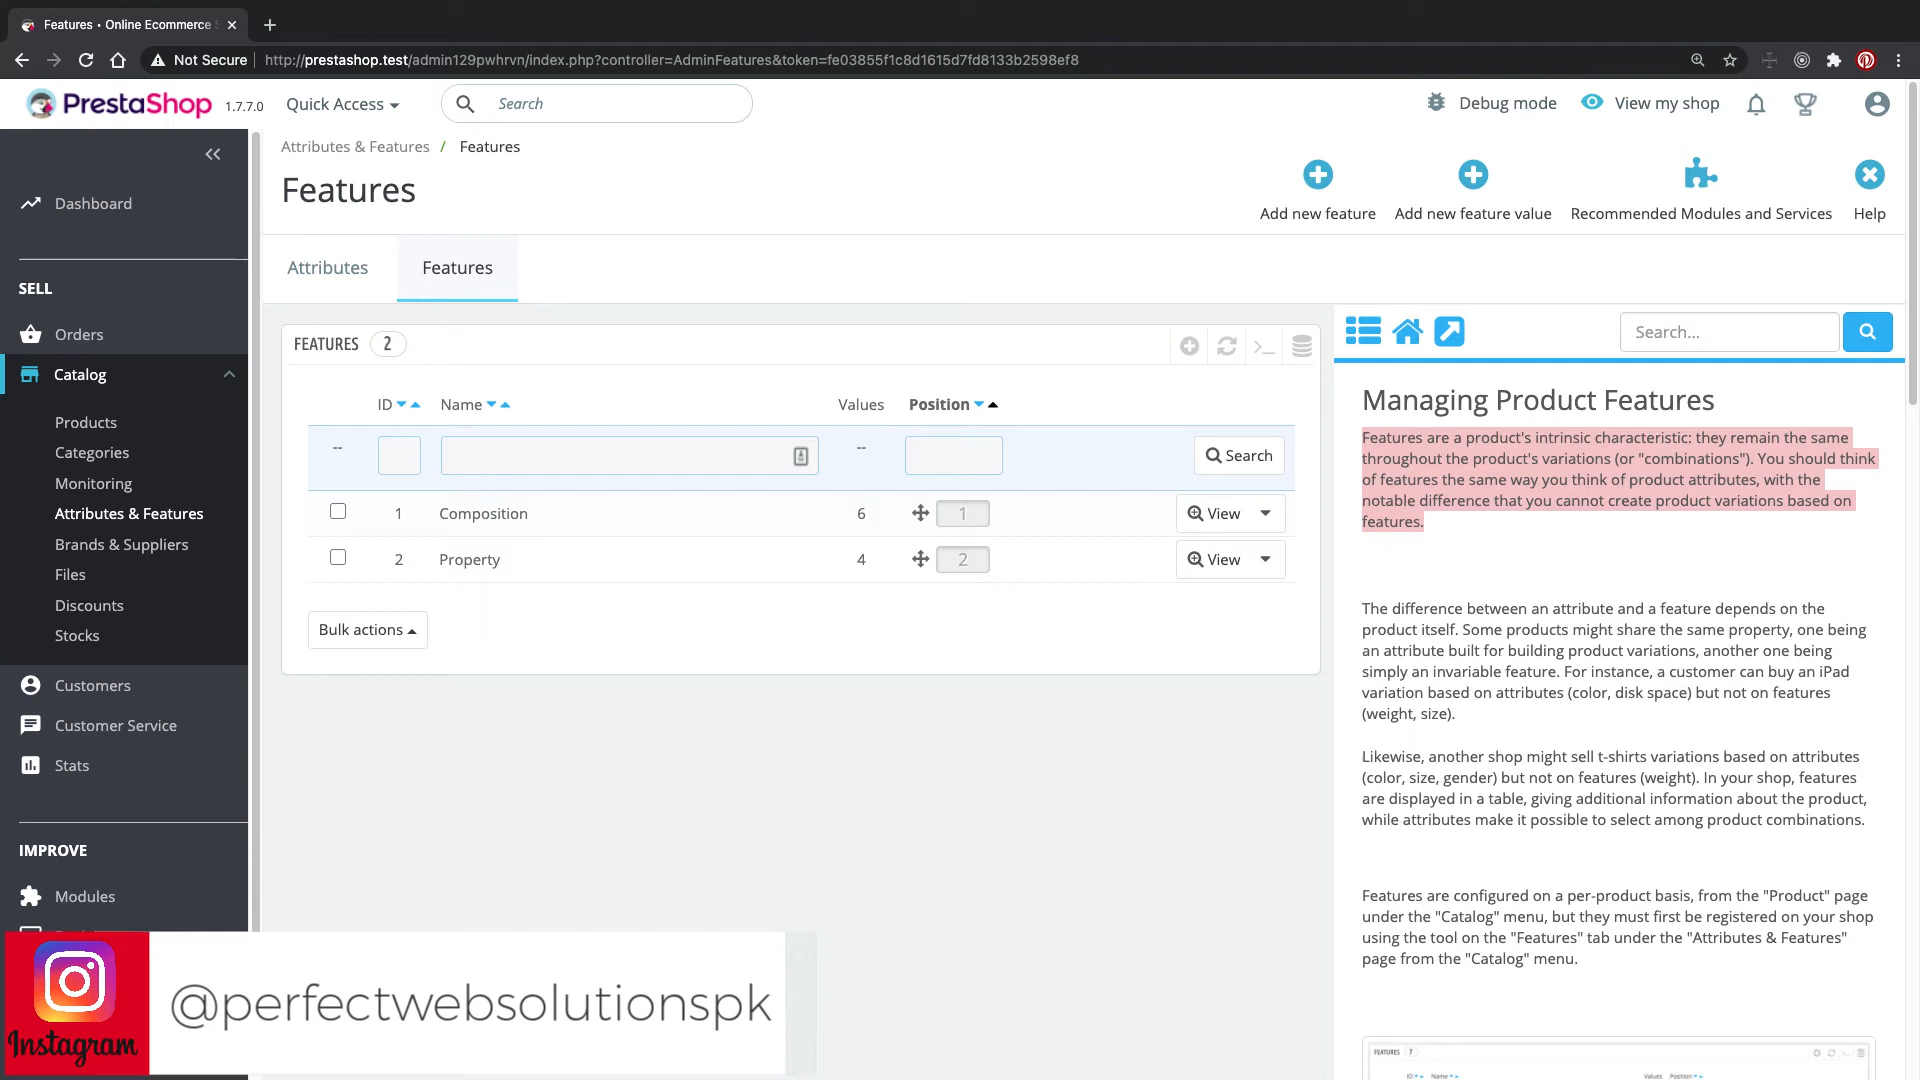 Features • Online Ecommerce S
Not Secure
http://prestashop.test/admin129pwhrvn/index.php?controller=AdminFeatures&token=fe03855f1c8d1615d7fd8133b2598ef8
PrestaShop 1.7.7.0
Quick Access
Search
Debug mode
View my shop
Attributes & Features / Features
Features
Add new feature
Add new feature value
Recommended Modules and Services
Help
Dashboard
SELL
Orders
Catalog
Products
Categories
Monitoring
Attributes & Features
Brands & Suppliers
Files
Discounts
Stocks
Customers
Customer Service
Stats
IMPROVE
Modules
Attributes
Features
FEATURES 2
ID Name Values Position
-- -- Search
1 Composition 6 1 View
2 Property 4 2 View
Bulk actions
Search...
Managing Product Features
Features are a product's intrinsic characteristic: they remain the same
throughout the product's variations (or "combinations"). You should think
of features the same way you think of product attributes, with the
notable difference that you cannot create product variations based on
features.
The difference between an attribute and a feature depends on the
product itself. Some products might share the same property, one being
an attribute built for building product variations, another one being
simply an invariable feature. For instance, a customer can buy an iPad
variation based on attributes (color, disk space) but not on features
(weight, size).
Likewise, another shop might sell t-shirts variations based on attributes
(color, size, gender) but not on features (weight). In your shop, features
are displayed in a table, giving additional information about the product,
while attributes make it possible to select among product combinations.
Features are configured on a per-product basis, from the "Product" page
under the "Catalog" menu, but they must first be registered on your shop
using the tool on the "Features" tab under the "Attributes & Features"
page from the "Catalog" menu.
FEATURES 7
ID Name Values Position
Instagram
@perfectwebsolutionspk